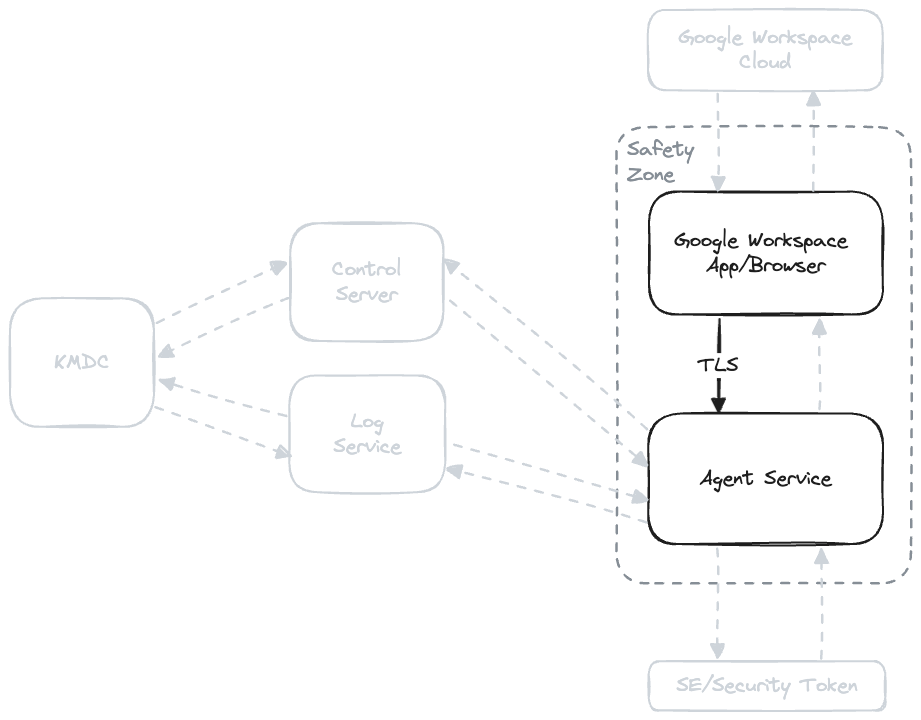 Google Workspace
Cloud
Safety
Zone
Google Workspace
App/Browser
Control
Server
KMDC
TLS
Log
Service
Agent Service
SE/Security Token